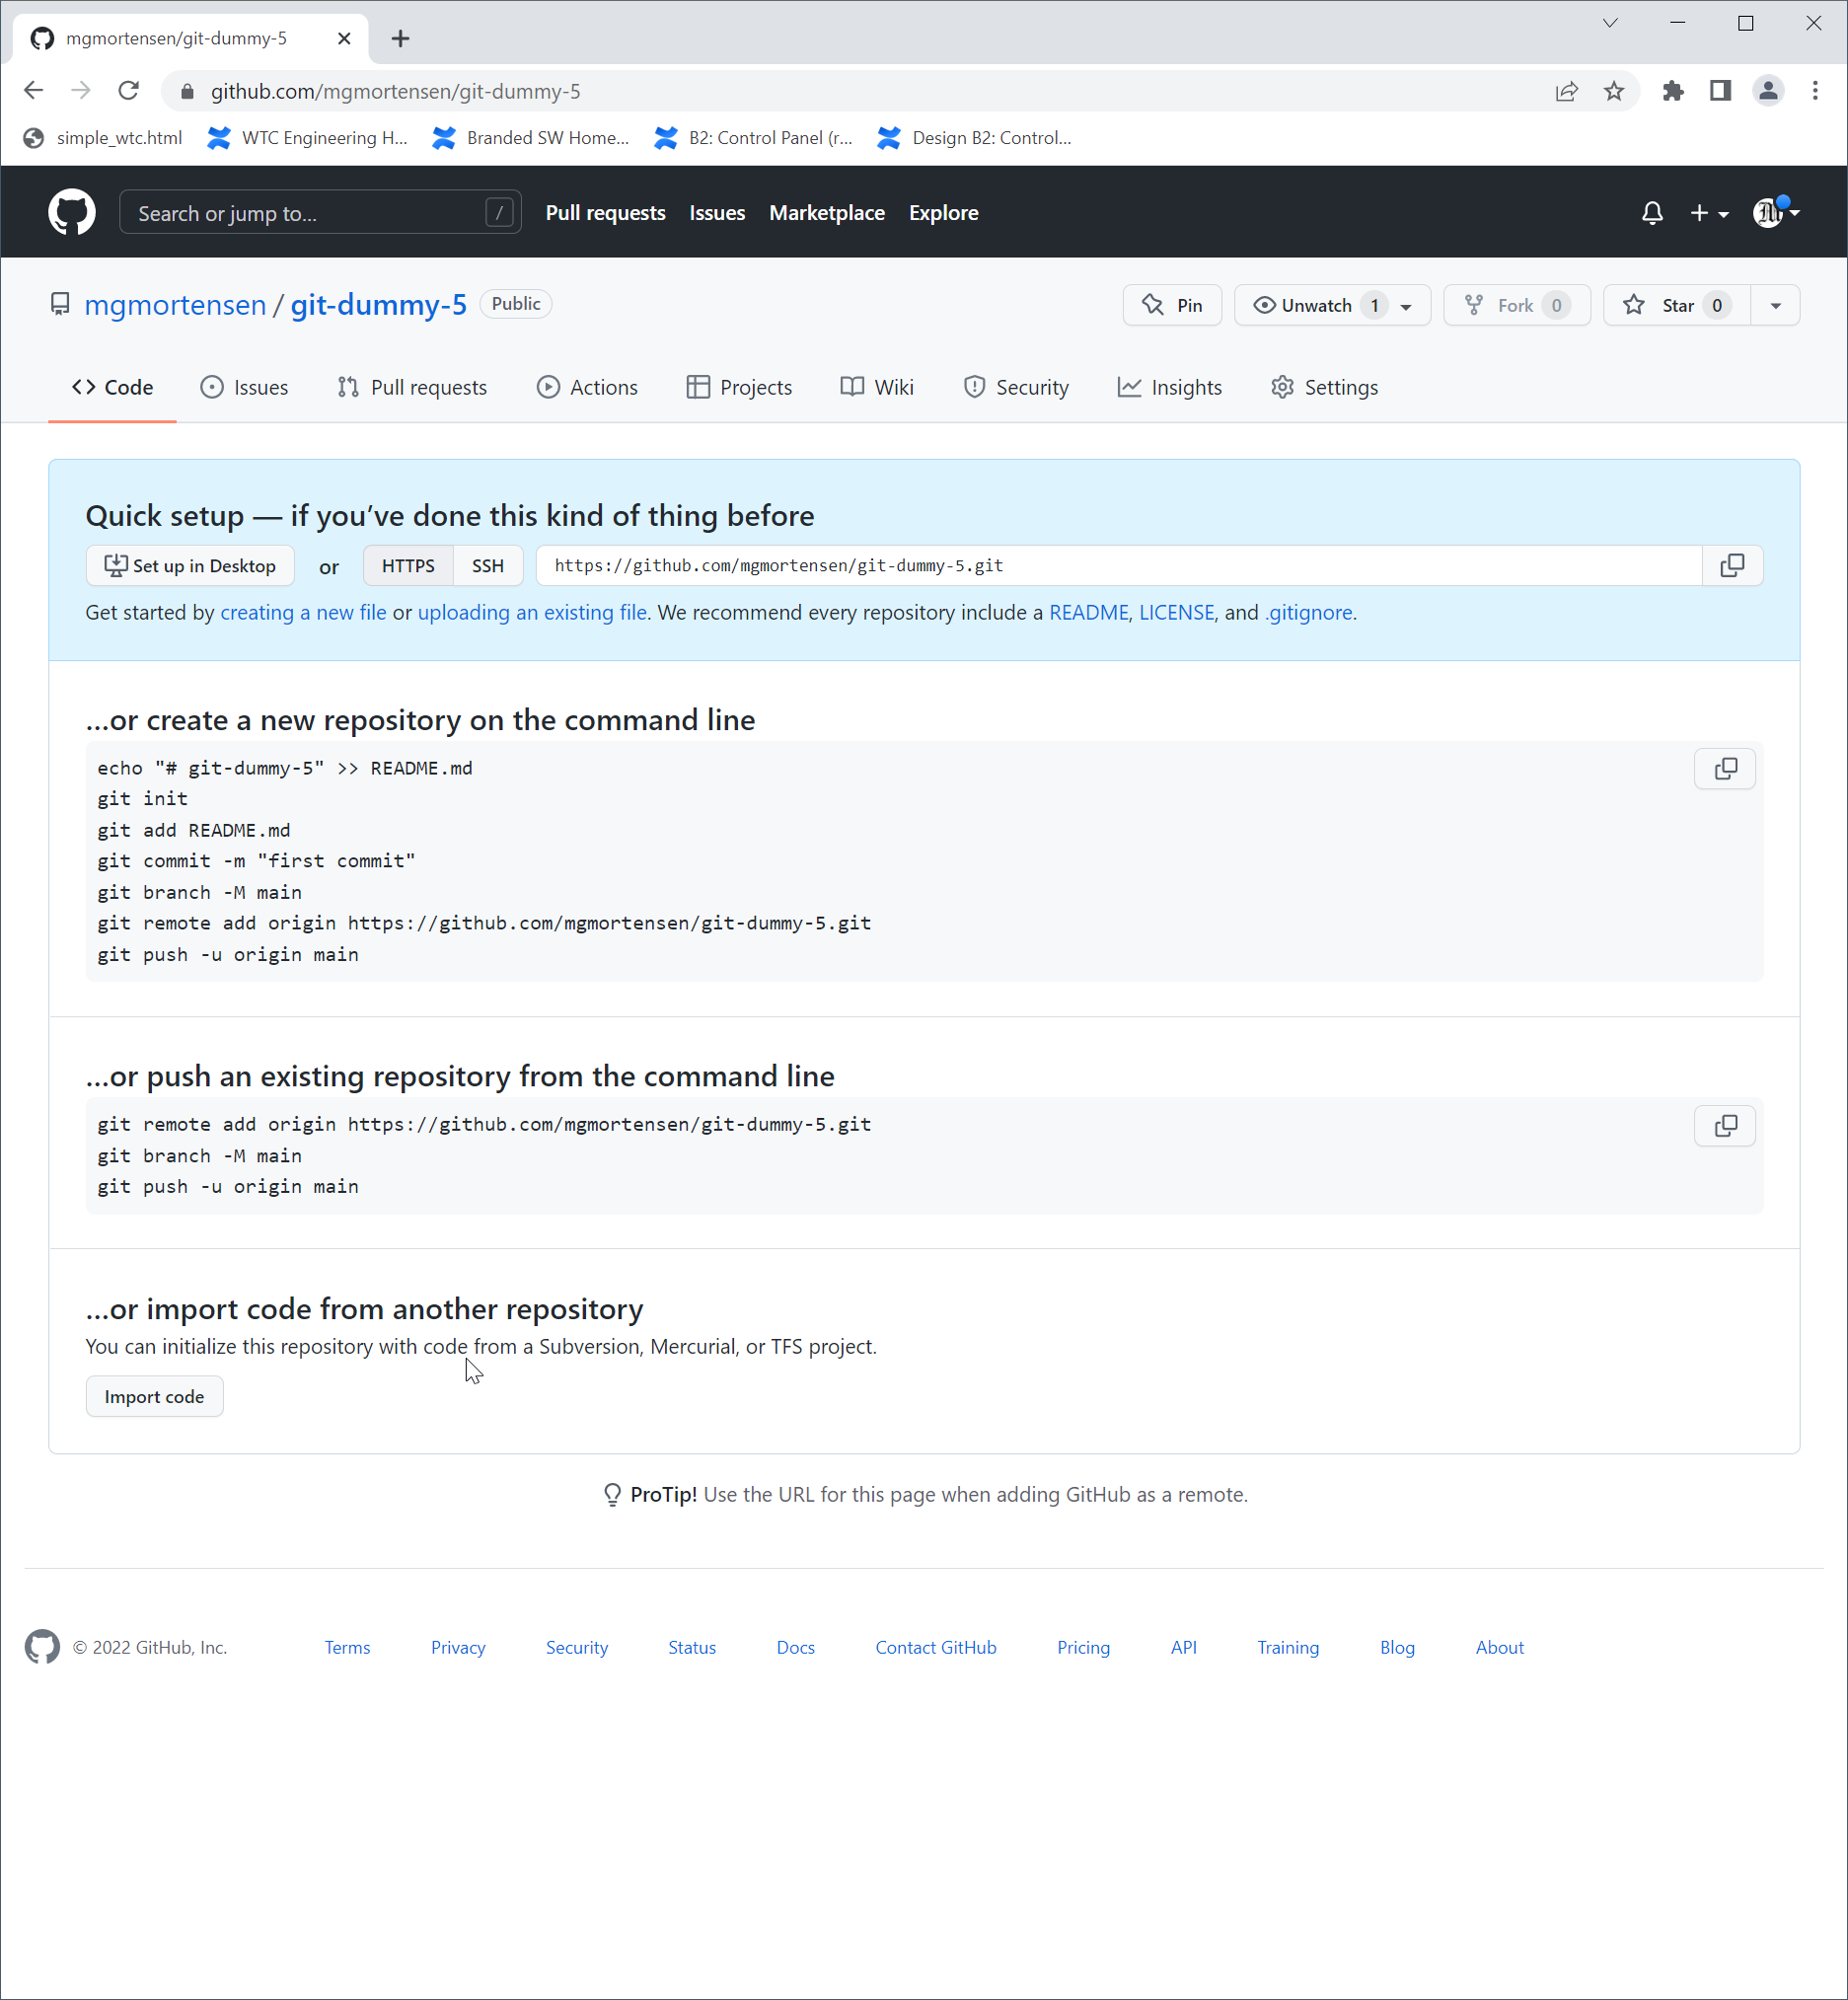 mgmortensen/git-dummy-5
github.com/mgmortensen/git-dummy-5
simple_wtc.html WTC Engineering H... Branded SW Home... B2: Control Panel (r... Design B2: Control...
Search or jump to... / Pull requests Issues Marketplace Explore
mgmortensen / git-dummy-5 Public Pin Unwatch 1 Fork 0 Star 0
Code Issues Pull requests Actions Projects Wiki Security Insights Settings
Quick setup — if you’ve done this kind of thing before
Set up in Desktop or HTTPS SSH https://github.com/mgmortensen/git-dummy-5.git
Get started by creating a new file or uploading an existing file. We recommend every repository include a README, LICENSE, and .gitignore.
…or create a new repository on the command line
echo "# git-dummy-5" >> README.md
git init
git add README.md
git commit -m "first commit"
git branch -M main
git remote add origin https://github.com/mgmortensen/git-dummy-5.git
git push -u origin main
…or push an existing repository from the command line
git remote add origin https://github.com/mgmortensen/git-dummy-5.git
git branch -M main
git push -u origin main
…or import code from another repository
You can initialize this repository with code from a Subversion, Mercurial, or TFS project.
Import code
ProTip! Use the URL for this page when adding GitHub as a remote.
© 2022 GitHub, Inc. Terms Privacy Security Status Docs Contact GitHub Pricing API Training Blog About